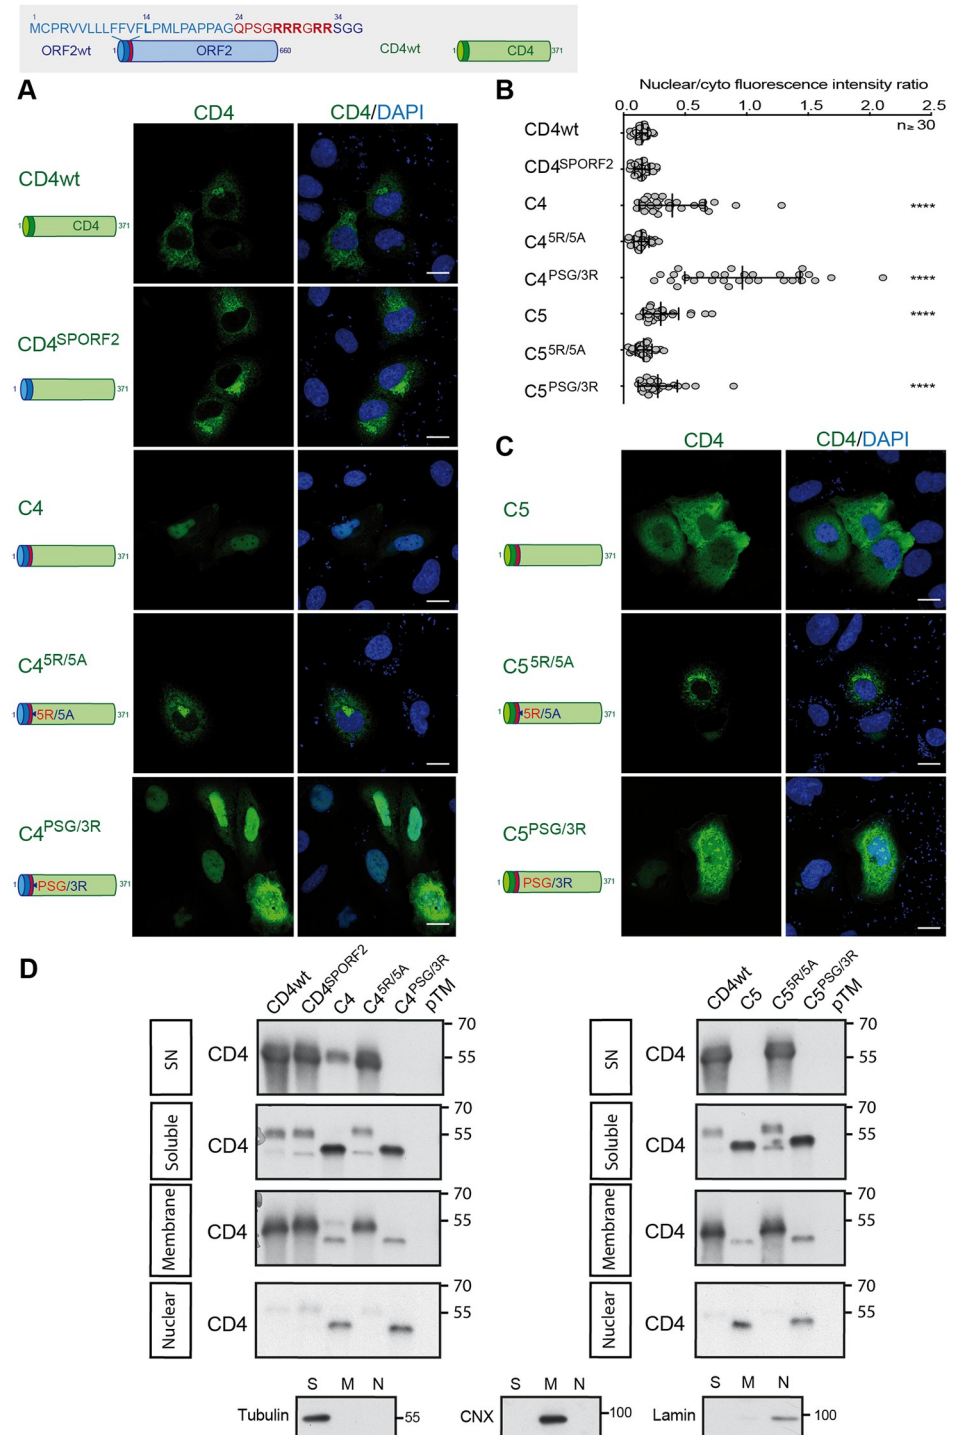 1 14 24 34
MCPRVVLLLFFVFLPMLPAPPAGQPSGRRRGRRSGG
ORF2wt 1 ORF2 660 CD4wt 1 CD4 371
A
CD4 CD4/DAPI
CD4wt
1 CD4 371
CD4SPORF2
1 371
C4
1 371
C45R/5A
1 5R/5A 371
C4PSG/3R
1 PSG/3R 371
B
Nuclear/cyto fluorescence intensity ratio
0.0 0.5 1.0 1.5 2.0 2.5
n≥30
CD4wt
CD4SPORF2
C4 ****
C45R/5A
C4PSG/3R ****
C5 ****
C55R/5A
C5PSG/3R ****
C
CD4 CD4/DAPI
C5
1 371
C55R/5A
1 5R/5A 371
C5PSG/3R
1 PSG/3R 371
D
CD4wt CD4SPORF2 C4 C45R/5A C4PSG/3R pTM
SN CD4 70 55
Soluble CD4 70 55
Membrane CD4 70 55
Nuclear CD4 70 55
CD4wt C5 C55R/5A C5PSG/3R pTM
SN CD4 70 55
Soluble CD4 70 55
Membrane CD4 70 55
Nuclear CD4 70 55
S M N S M N S M N
Tubulin 55 CNX 100 Lamin 100